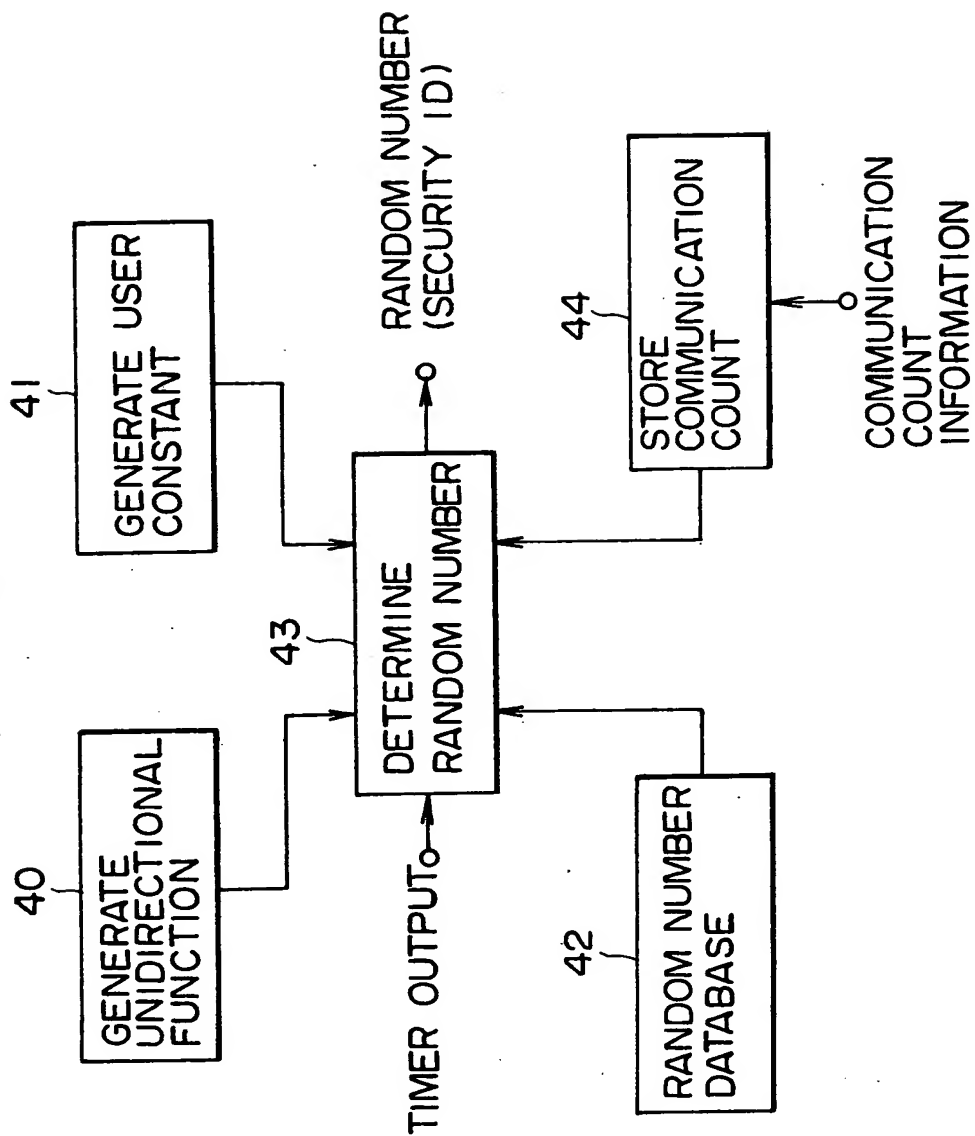 40
GENERATE
UNIDIRECTIONAL
FUNCTION
41
GENERATE USER
CONSTANT
TIMER OUTPUT
43
DETERMINE
RANDOM NUMBER
RANDOM NUMBER
(SECURITY ID)
42
RANDOM NUMBER
DATABASE
44
STORE
COMMUNICATION
COUNT
COMMUNICATION
COUNT
INFORMATION